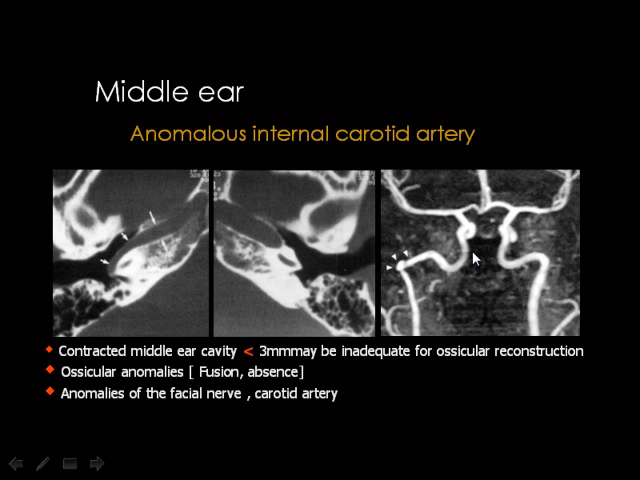 Middle ear
Anomalous internal carotid artery
Contracted middle ear cavity < 3mmmay be inadequate for ossicular reconstruction
Ossicular anomalies [ Fusion, absence]
Anomalies of the facial nerve , carotid artery